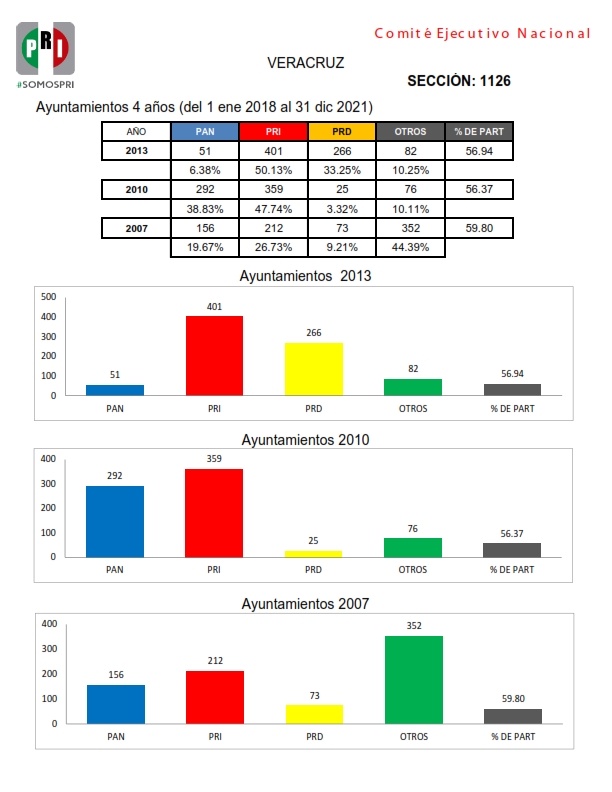 Comité Ejecutivo Nacional
PRI
#SOMOSPRI
VERACRUZ
SECCIÓN: 1126
Ayuntamientos 4 años (del 1 ene 2018 al 31 dic 2021)
AÑO PAN PRI PRD OTROS % DE PART
2013 51 401 266 82 56.94
6.38% 50.13% 33.25% 10.25%
2010 292 359 25 76 56.37
38.83% 47.74% 3.32% 10.11%
2007 156 212 73 352 59.80
19.67% 26.73% 9.21% 44.39%
Ayuntamientos 2013
500
400
300
200
100
0
51 401 266 82 56.94
PAN PRI PRD OTROS % DE PART
Ayuntamientos 2010
400
300
200
100
0
292 359 25 76 56.37
PAN PRI PRD OTROS % DE PART
Ayuntamientos 2007
400
300
200
100
0
156 212 73 352 59.80
PAN PRI PRD OTROS % DE PART